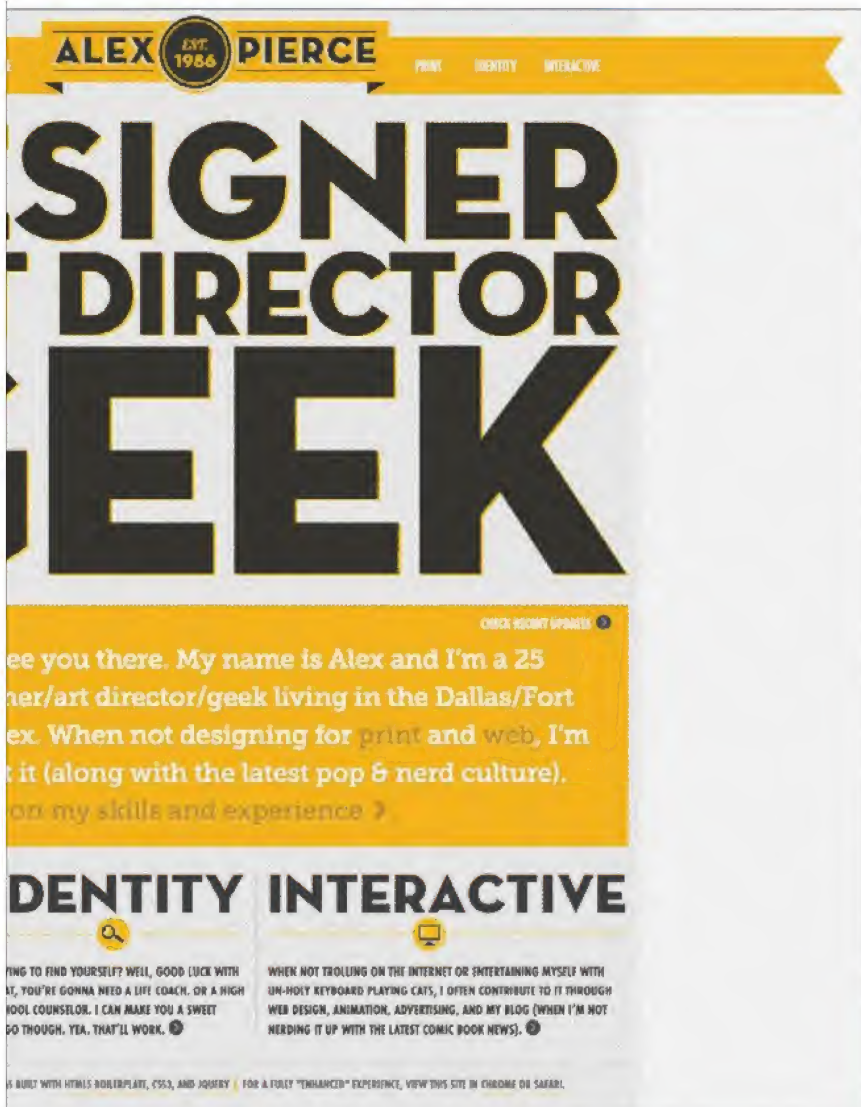 ALEX EST. 1986 PIERCE PRINT IDENTITY INTERACTIVE
SIGNER
DIRECTOR
GEEK
CHECK RECENT UPDATES
ee you there. My name is Alex and I'm a 25
ner/art director/geek living in the Dallas/Fort
ex. When not designing for print and web, I'm
t it (along with the latest pop & nerd culture).
on my skills and experience
DENTITY INTERACTIVE
YING TO FIND YOURSELF? WELL, GOOD LUCK WITH
AT, YOU'RE GONNA NEED A LIFE COACH. OR A HIGH
HOOL COUNSELOR. I CAN MAKE YOU A SWEET
GO THOUGH. YEA. THAT'LL WORK.
WHEN NOT TROLLING ON THE INTERNET OR ENTERTAINING MYSELF WITH
UN-HOLY KEYBOARD PLAYING CATS, I OFTEN CONTRIBUTE TO IT THROUGH
WEB DESIGN, ANIMATION, ADVERTISING, AND MY BLOG (WHEN I'M NOT
NERDING IT UP WITH THE LATEST COMIC BOOK NEWS).
S BUILT WITH HTML5 BOILERPLATE, CSS3, AND JQUERY | FOR A FULLY "ENHANCED" EXPERIENCE, VIEW THIS SITE IN CHROME OR SAFARI.